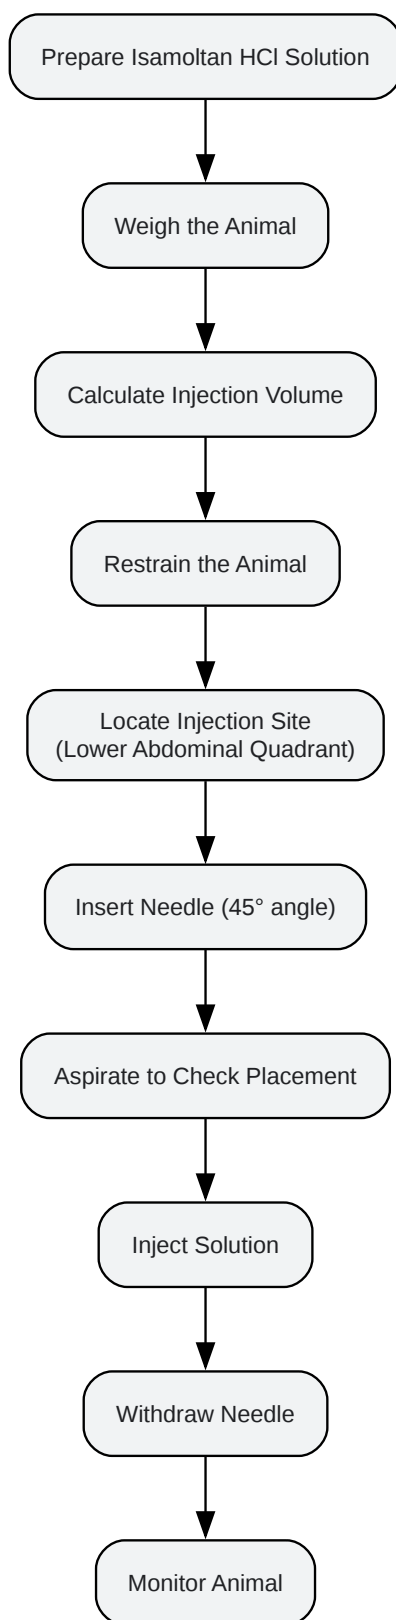 Prepare Isamoltan HCl Solution
Weigh the Animal
Calculate Injection Volume
Restrain the Animal
Locate Injection Site
(Lower Abdominal Quadrant)
Insert Needle (45° angle)
Aspirate to Check Placement
Inject Solution
Withdraw Needle
Monitor Animal